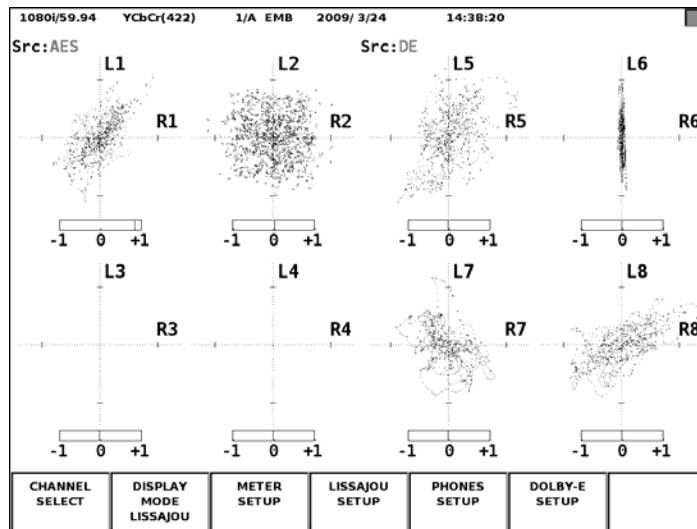 1080i/59.94 YCbCr(422) 1/A EMB 2009/ 3/24 14:38:20
Src:AES Src:DE
L1 L2 L5 L6
R1 R2 R5 R6
-1 0 +1 -1 0 +1 -1 0 +1 -1 0 +1
L3 L4 L7 L8
R3 R4 R7 R8
-1 0 +1 -1 0 +1 -1 0 +1 -1 0 +1
CHANNEL SELECT
DISPLAY MODE LISSAJOU
METER SETUP
LISSAJOU SETUP
PHONES SETUP
DOLBY-E SETUP